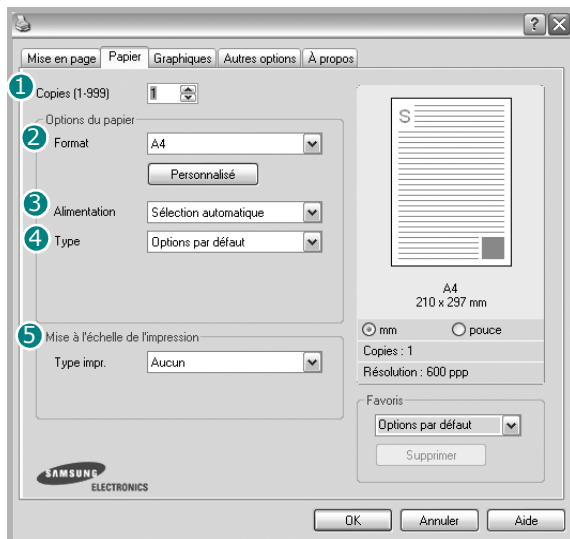 Mise en page Papier Graphiques Autres options À propos
1 Copies (1-999) 1
Options du papier
2 Format A4
Personnalisé
3 Alimentation Sélection automatique
4 Type Options par défaut
5 Mise à l'échelle de l'impression
Type impr. Aucun
S
A4
210 x 297 mm
mm pouce
Copies : 1
Résolution : 600 ppp
Favoris
Options par défaut
Supprimer
SAMSUNG
ELECTRONICS
OK Annuler Aide